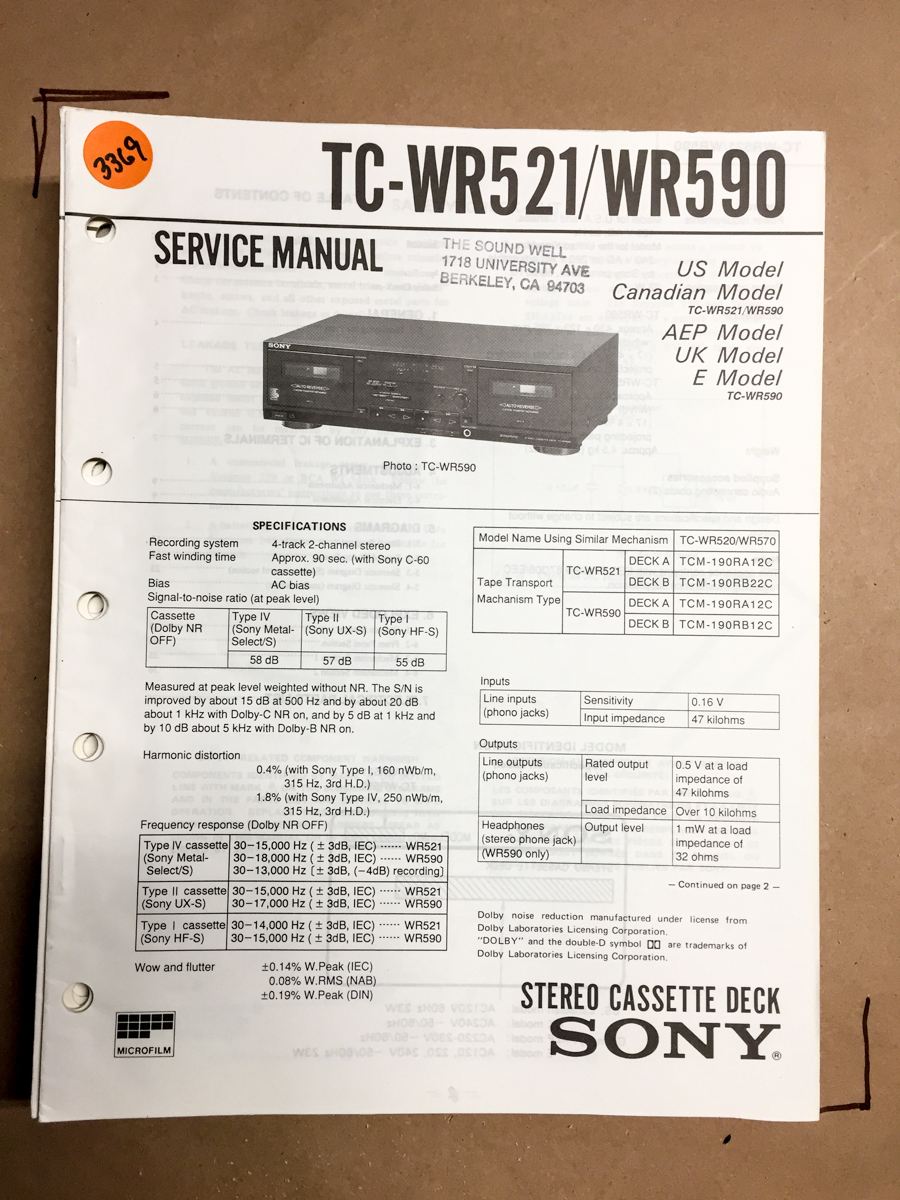 3369
TC-WR521/WR590
SERVICE MANUAL
THE SOUND WELL
1718 UNIVERSITY AVE
BERKELEY, CA 94703
US Model
Canadian Model
TC-WR521/WR590
AEP Model
UK Model
E Model
TC-WR590
SONY
AUTO REVERSE
AUTO REVERSE
Photo : TC-WR590
SPECIFICATIONS
Recording system 4-track 2-channel stereo
Fast winding time Approx. 90 sec. (with Sony C-60
cassette)
Bias AC bias
Signal-to-noise ratio (at peak level)
Cassette Type IV Type II Type I
(Dolby NR (Sony Metal- (Sony UX-S) (Sony HF-S)
OFF) Select/S)
58 dB 57 dB 55 dB
Measured at peak level weighted without NR. The S/N is
improved by about 15 dB at 500 Hz and by about 20 dB
about 1 kHz with Dolby-C NR on, and by 5 dB at 1 kHz and
by 10 dB about 5 kHz with Dolby-B NR on.
Harmonic distortion
0.4% (with Sony Type I, 160 nWb/m,
315 Hz, 3rd H.D.)
1.8% (with Sony Type IV, 250 nWb/m,
315 Hz, 3rd H.D.)
Frequency response (Dolby NR OFF)
Type IV cassette 30–15,000 Hz ( ± 3dB, IEC) ······ WR521
(Sony Metal- 30–18,000 Hz ( ± 3dB, IEC) ······ WR590
Select/S) 30–13,000 Hz ( ± 3dB, (−4dB) recording)
Type II cassette 30–15,000 Hz ( ± 3dB, IEC) ······ WR521
(Sony UX-S) 30–17,000 Hz ( ± 3dB, IEC) ······ WR590
Type I cassette 30–14,000 Hz ( ± 3dB, IEC) ······ WR521
(Sony HF-S) 30–15,000 Hz ( ± 3dB, IEC) ······ WR590
Wow and flutter ±0.14% W.Peak (IEC)
0.08% W.RMS (NAB)
±0.19% W.Peak (DIN)
MICROFILM
Model Name Using Similar Mechanism TC-WR520/WR570
Tape Transport Machanism Type TC-WR521 DECK A TCM-190RA12C
DECK B TCM-190RB22C
TC-WR590 DECK A TCM-190RA12C
DECK B TCM-190RB12C
Inputs
Line inputs Sensitivity 0.16 V
(phono jacks) Input impedance 47 kilohms
Outputs
Line outputs Rated output 0.5 V at a load
(phono jacks) level impedance of
47 kilohms
Load impedance Over 10 kilohms
Headphones Output level 1 mW at a load
(stereo phone jack) impedance of
(WR590 only) 32 ohms
— Continued on page 2 —
Dolby noise reduction manufactured under license from
Dolby Laboratories Licensing Corporation.
"DOLBY" and the double-D symbol are trademarks of
Dolby Laboratories Licensing Corporation.
STEREO CASSETTE DECK
SONY®